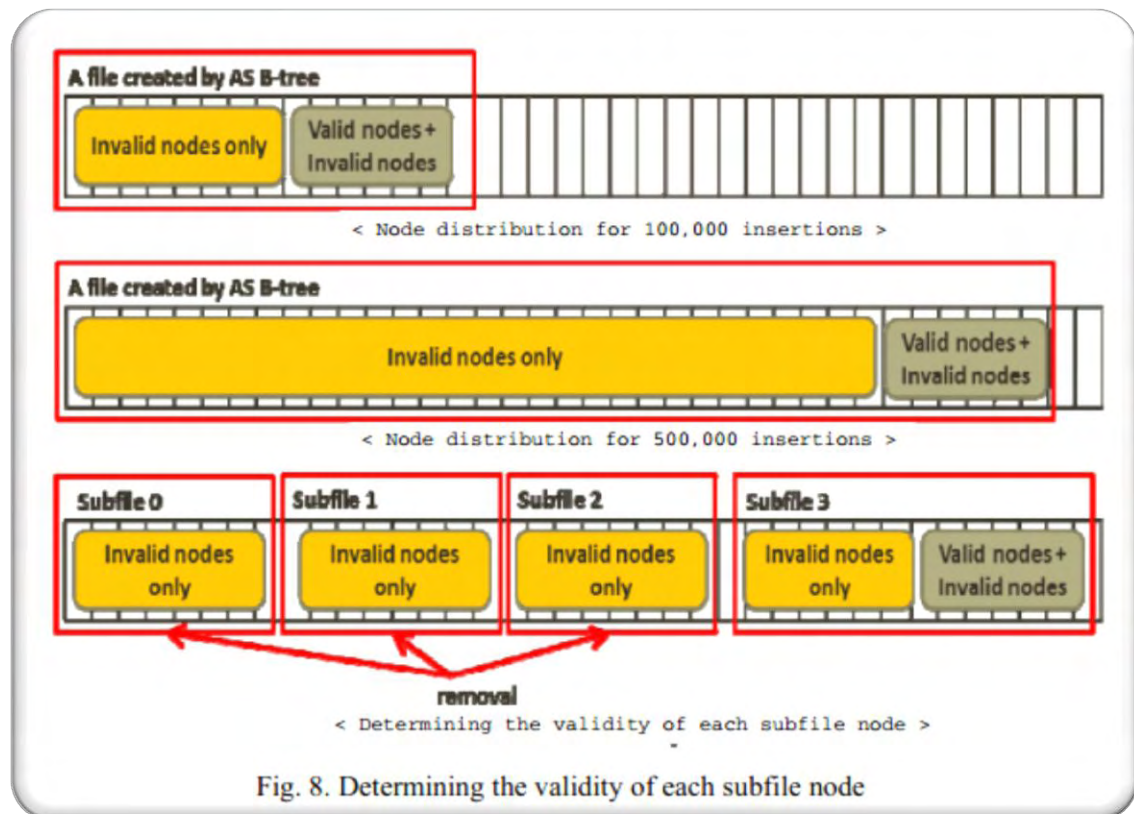 A file created by AS B-tree
Invalid nodes only
Valid nodes +
Invalid nodes
< Node distribution for 100,000 insertions >
A file created by AS B-tree
Invalid nodes only
Valid nodes +
Invalid nodes
< Node distribution for 500,000 insertions >
Subfile 0
Subfile 1
Subfile 2
Subfile 3
Invalid nodes
only
Invalid nodes
only
Invalid nodes
only
Invalid nodes
only
Valid nodes +
Invalid nodes
removal
< Determining the validity of each subfile node >
Fig. 8. Determining the validity of each subfile node